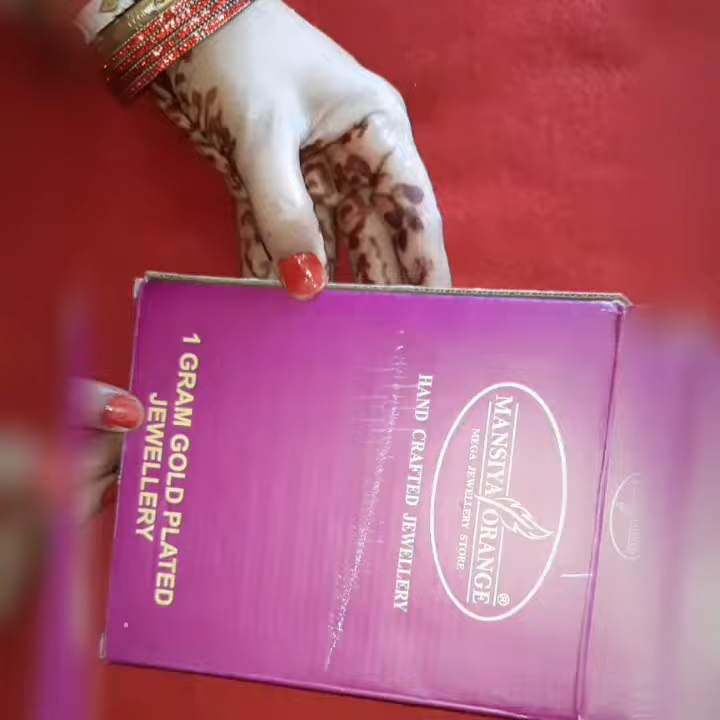 MANSIYA ORANGE®
MEGA JEWELLERY STORE
HAND CRAFTED JEWELLERY
1 GRAM GOLD PLATED
JEWELLERY